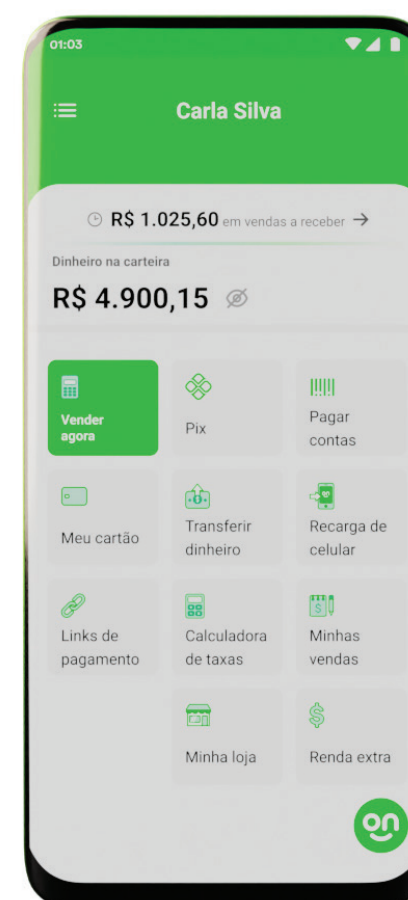 01:03
Carla Silva
R$ 1.025,60 em vendas a receber →
Dinheiro na carteira
R$ 4.900,15
Vender
agora
Pix
Pagar
contas
Meu cartão
Transferir
dinheiro
Recarga de
celular
Links de
pagamento
Calculadora
de taxas
Minhas
vendas
Minha loja
Renda extra
on